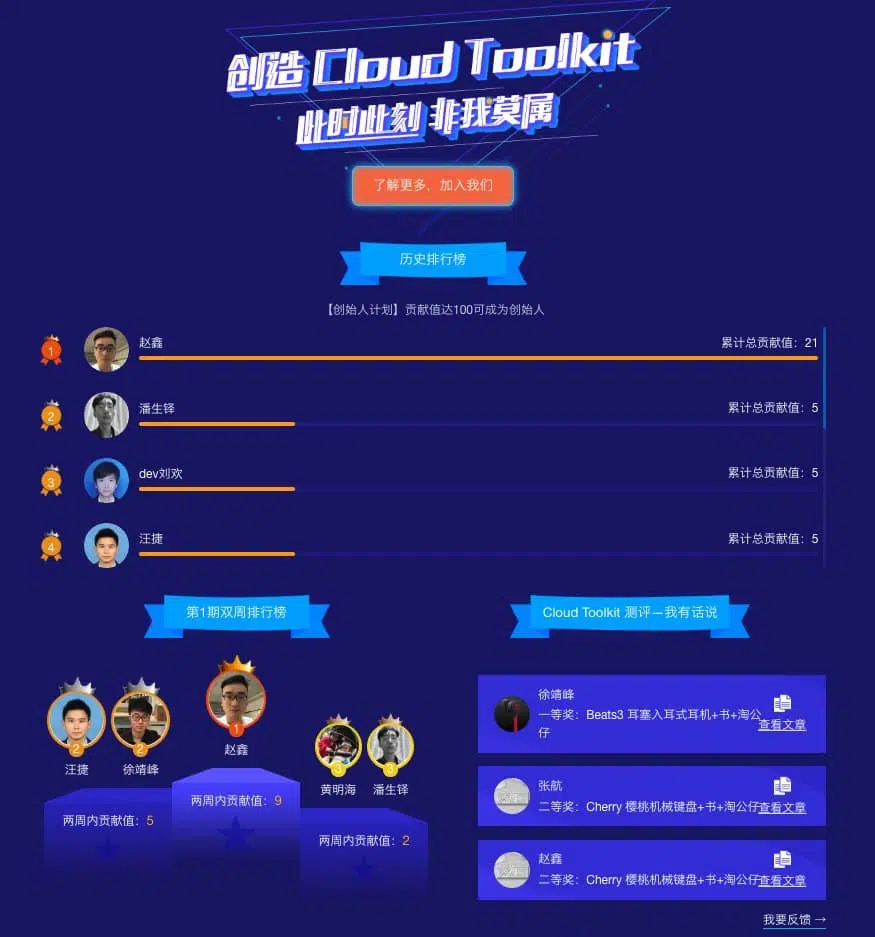 创造 Cloud Toolkit
此时此刻 非我莫属
了解更多，加入我们
历史排行榜
【创始人计划】贡献值达100可成为创始人
1
赵鑫
累计总贡献值：21
2
潘生铎
累计总贡献值：5
3
dev刘欢
累计总贡献值：5
4
汪捷
累计总贡献值：5
第1期双周排行榜
2
汪捷
2
徐靖峰
1
赵鑫
3
黄明海
3
潘生铎
两周内贡献值：5
两周内贡献值：9
两周内贡献值：2
Cloud Toolkit 测评—我有话说
徐靖峰
一等奖：Beats3 耳塞入耳式耳机+书+淘公
仔
查看文章
张航
二等奖：Cherry 樱桃机械键盘+书+淘公仔
查看文章
赵鑫
二等奖：Cherry 樱桃机械键盘+书+淘公仔
查看文章
我要反馈 →